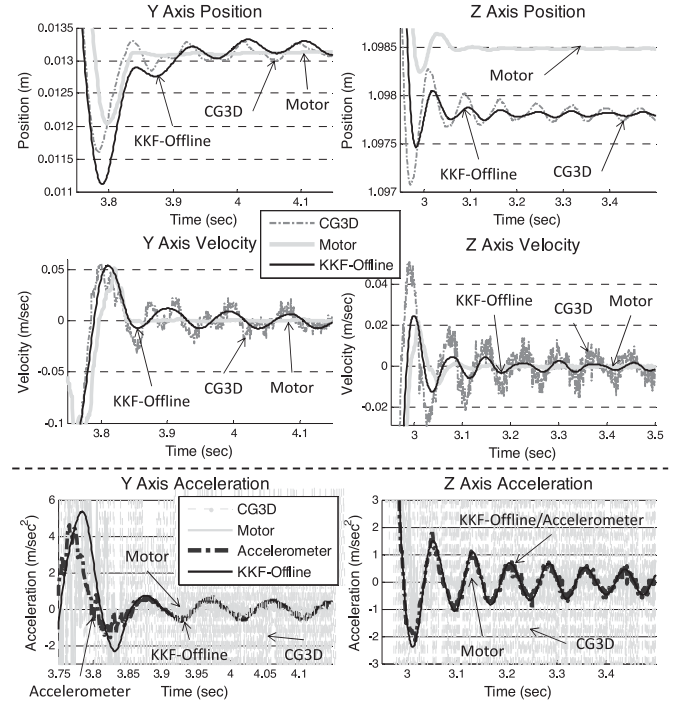 Y Axis Position
Position (m)
0.0135
0.013
0.0125
0.012
0.0115
0.011
3.8
3.9
4
4.1
Time (sec)
KKF-Offline
CG3D
Motor
Z Axis Position
Position (m)
1.0985
1.098
1.0975
1.097
3
3.1
3.2
3.3
3.4
Time (sec)
Motor
KKF-Offline
CG3D
CG3D
Motor
KKF-Offline
Y Axis Velocity
Velocity (m/sec)
0.05
0
-0.05
-0.1
3.8
3.9
4
4.1
Time (sec)
KKF-Offline
CG3D
Motor
Z Axis Velocity
Velocity (m/sec)
0.04
0.02
0
-0.02
3
3.1
3.2
3.3
3.4
3.5
Time (sec)
KKF-Offline
CG3D
Motor
Y Axis Acceleration
Acceleration (m/sec²)
6
4
2
0
-2
3.75
3.8
3.85
3.9
3.95
4
4.05
4.1
Time (sec)
CG3D
Motor
Accelerometer
KKF-Offline
Motor
KKF-Offline
CG3D
Accelerometer
Z Axis Acceleration
Acceleration (m/sec²)
3
2
1
0
-1
-2
-3
3
3.1
3.2
3.3
3.4
Time (sec)
KKF-Offline/Accelerometer
Motor
CG3D